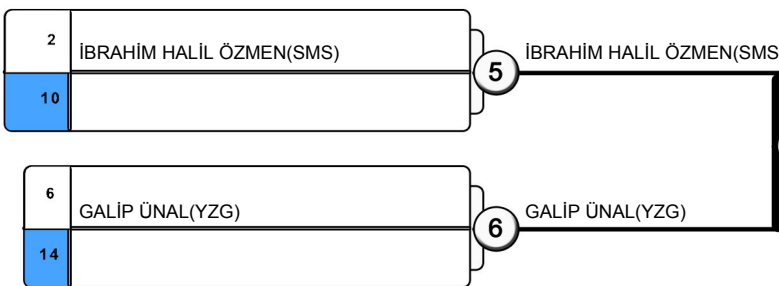 2
İBRAHİM HALİL ÖZMEN(SMS)
10
5
İBRAHİM HALİL ÖZMEN(SMS
6
GALİP ÜNAL(YZG)
14
6
GALİP ÜNAL(YZG)